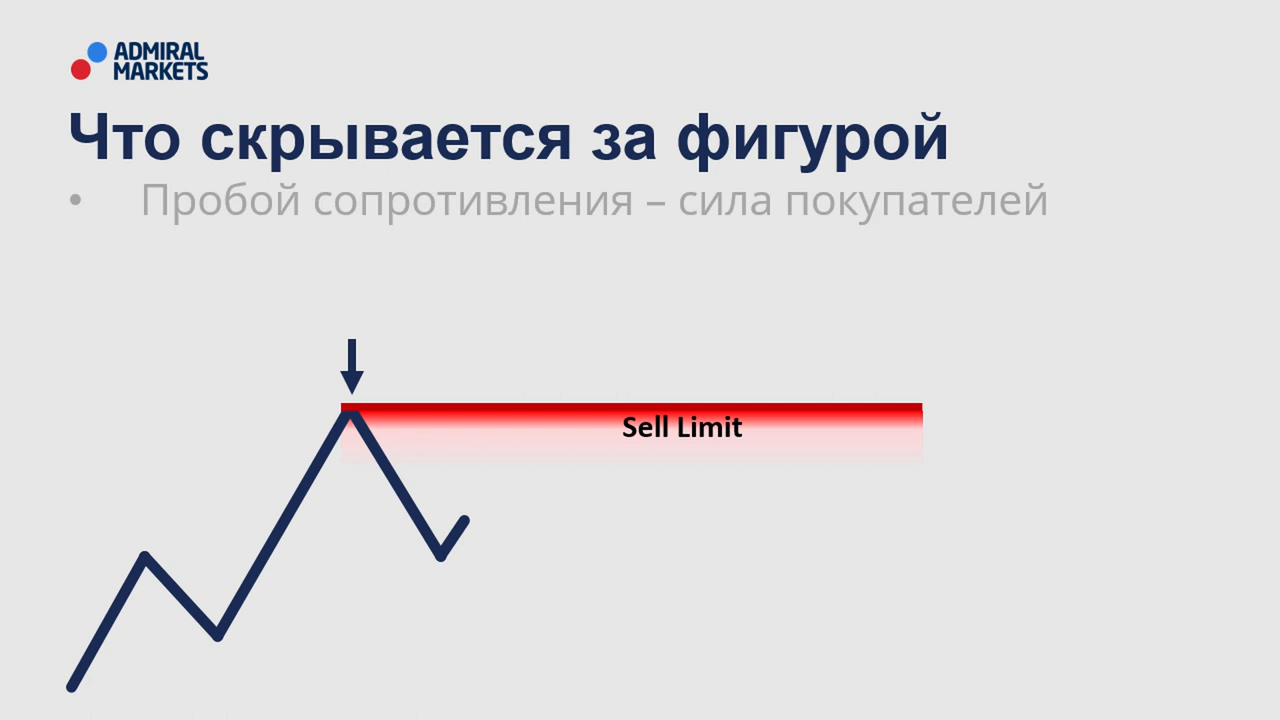 ADMIRAL
MARKETS
Что скрывается за фигурой
• Пробой сопротивления – сила покупателей
Sell Limit